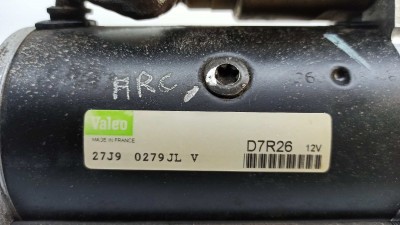 ARC
26
Valeo
MADE IN FRANCE
D7R26 12V
27J9 0279JL V